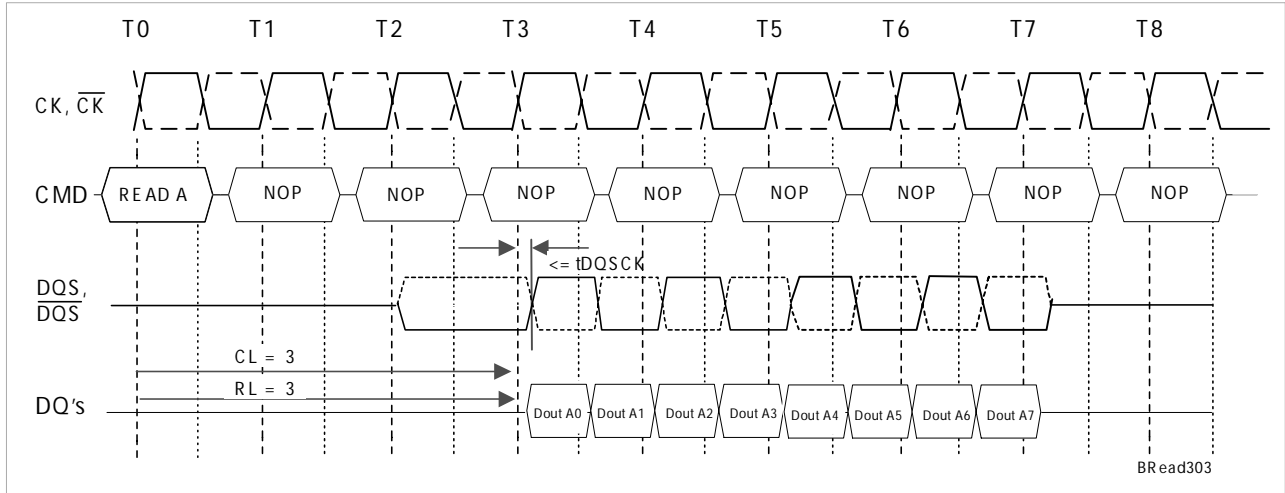 T0 T1 T2 T3 T4 T5 T6 T7 T8
CK, CK
CMD READ A NOP NOP NOP NOP NOP NOP NOP NOP
<= tDQSCK
DQS,
DQS
CL = 3
RL = 3
DQ's Dout A0 Dout A1 Dout A2 Dout A3 Dout A4 Dout A5 Dout A6 Dout A7
BRead303